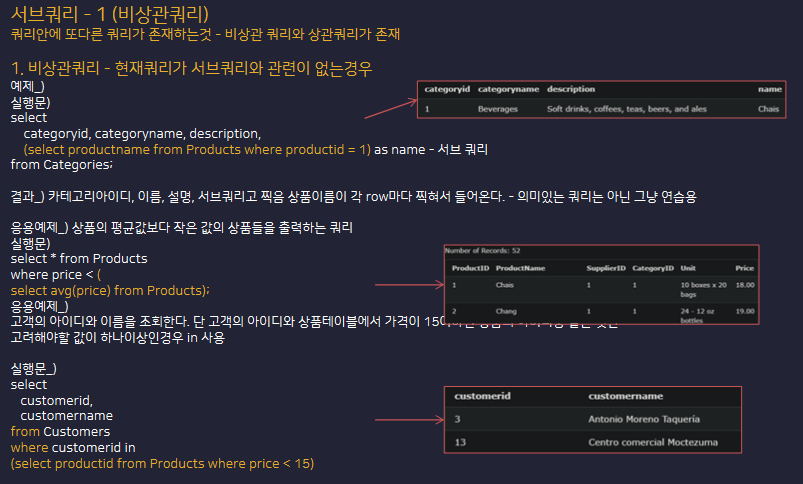 서브쿼리 - 1 (비상관쿼리)
쿼리안에 또다른 쿼리가 존재하는것 - 비상관 쿼리와 상관쿼리가 존재
1. 비상관쿼리 - 현재쿼리가 서브쿼리와 관련이 없는경우
예제_)
실행문)
select
categoryid, categoryname, description,
(select productname from Products where productid = 1) as name - 서브 쿼리
from Categories;
categoryid categoryname description name
1 Beverages Soft drinks, coffees, teas, beers, and ales Chais
결과_) 카테고리아이디, 이름, 설명, 서브쿼리고 찍음 상품이름이 각 row마다 찍혀서 들어온다. - 의미있는 쿼리는 아닌 그냥 연습용
응용예제_) 상품의 평균값보다 작은 값의 상품들을 출력하는 쿼리
실행문)
select * from Products
where price < (
select avg(price) from Products);
Number of Records: 52
ProductID ProductName SupplierID CategoryID Unit Price
1 Chais 1 1 10 boxes x 20 bags 18.00
2 Chang 1 1 24 - 12 oz bottles 19.00
응용예제_)
고객의 아이디와 이름을 조회한다. 단 고객의 아이디와 상품테이블에서 가격이
고려해야할 값이 하나이상인경우 in 사용
실행문_)
select
customerid,
customername
from Customers
where customerid in
(select productid from Products where price < 15)
customerid customername
3 Antonio Moreno Taquería
13 Centro comercial Moctezuma